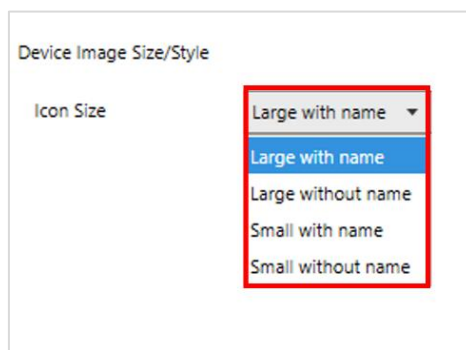 Device Image Size/Style
Icon Size
Large with name
Large with name
Large without name
Small with name
Small without name